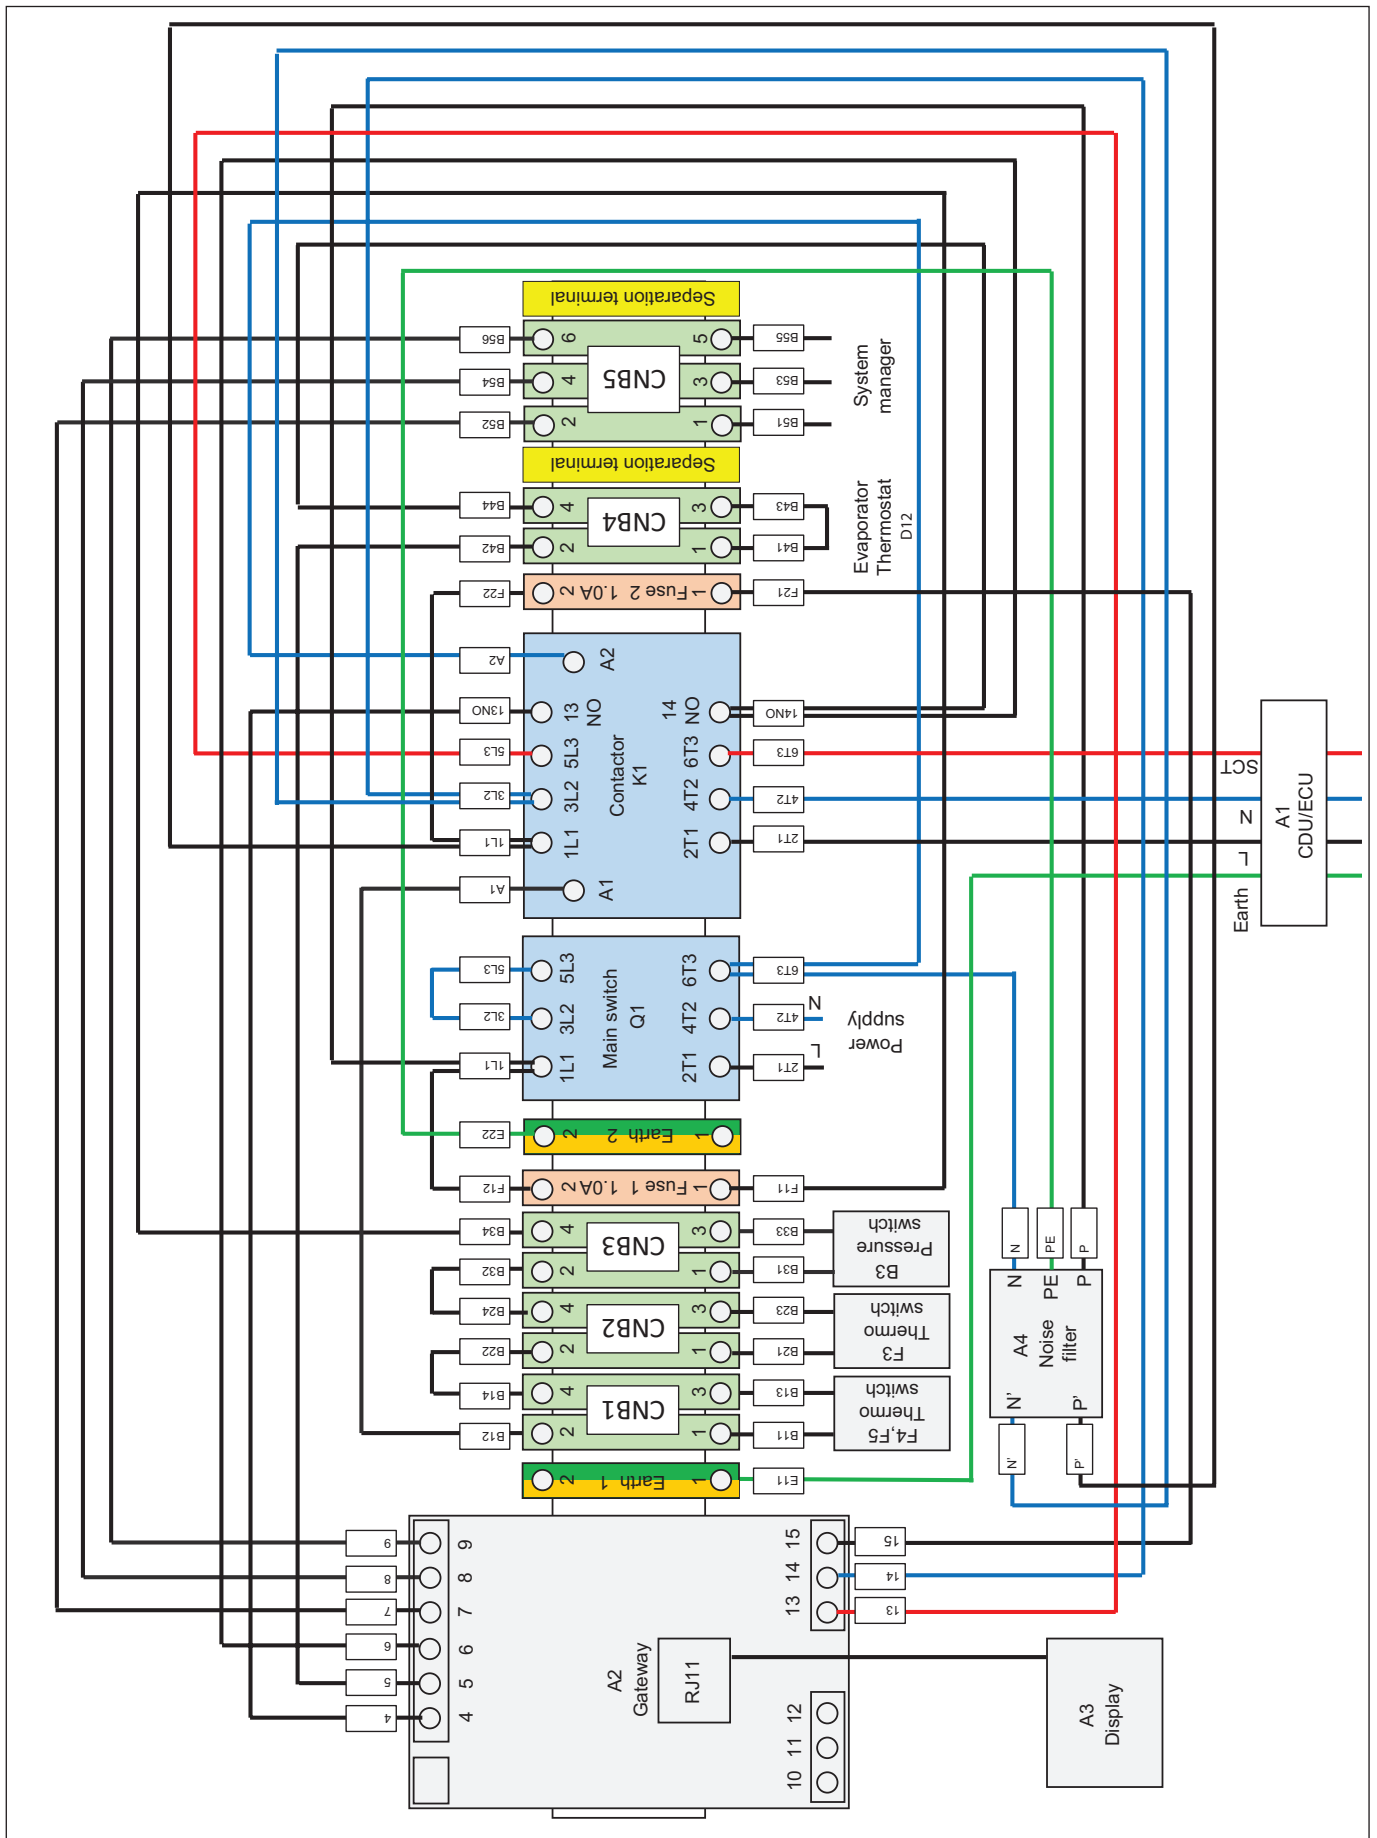 Separation terminal
B56
6
5
B55
B54
4
CNB5
3
B53
B52
2
1
B51
System
manager
Separation terminal
B44
4
CNB4
3
B43
B42
2
1
B41
Evaporator
Thermostat
D12
F22
2
Fuse 2 1.0A
1
F21
A2
A2
13NO
13
NO
14
NO
14NO
5L3
5L3
Contactor
K1
6T3
6T3
3L2
3L2
4T2
4T2
1L1
1L1
2T1
2T1
A1
A1
SCT
N
L
Earth
A1
CDU/ECU
5L3
5L3
6T3
6T3
3L2
3L2
Main switch
Q1
4T2
4T2
N
1L1
1L1
2T1
2T1
L
Power
supply
E22
2
Earth 2
1
F12
2
Fuse 1 1.0A
1
F11
B34
4
CNB3
3
B33
B32
2
1
B31
B3
Pressure
switch
B24
4
CNB2
3
B23
B22
2
1
B21
F3
Thermo
switch
B14
4
CNB1
3
B13
B12
2
1
B11
F4,F5
Thermo
switch
2
Earth 1
1
E11
N
PE
P
N
PE
P
A4
Noise
filter
N'
P'
N'
P'
9
9
8
8
7
7
6
6
5
5
4
4
15
15
14
14
13
13
A2
Gateway
RJ11
12
11
10
A3
Display